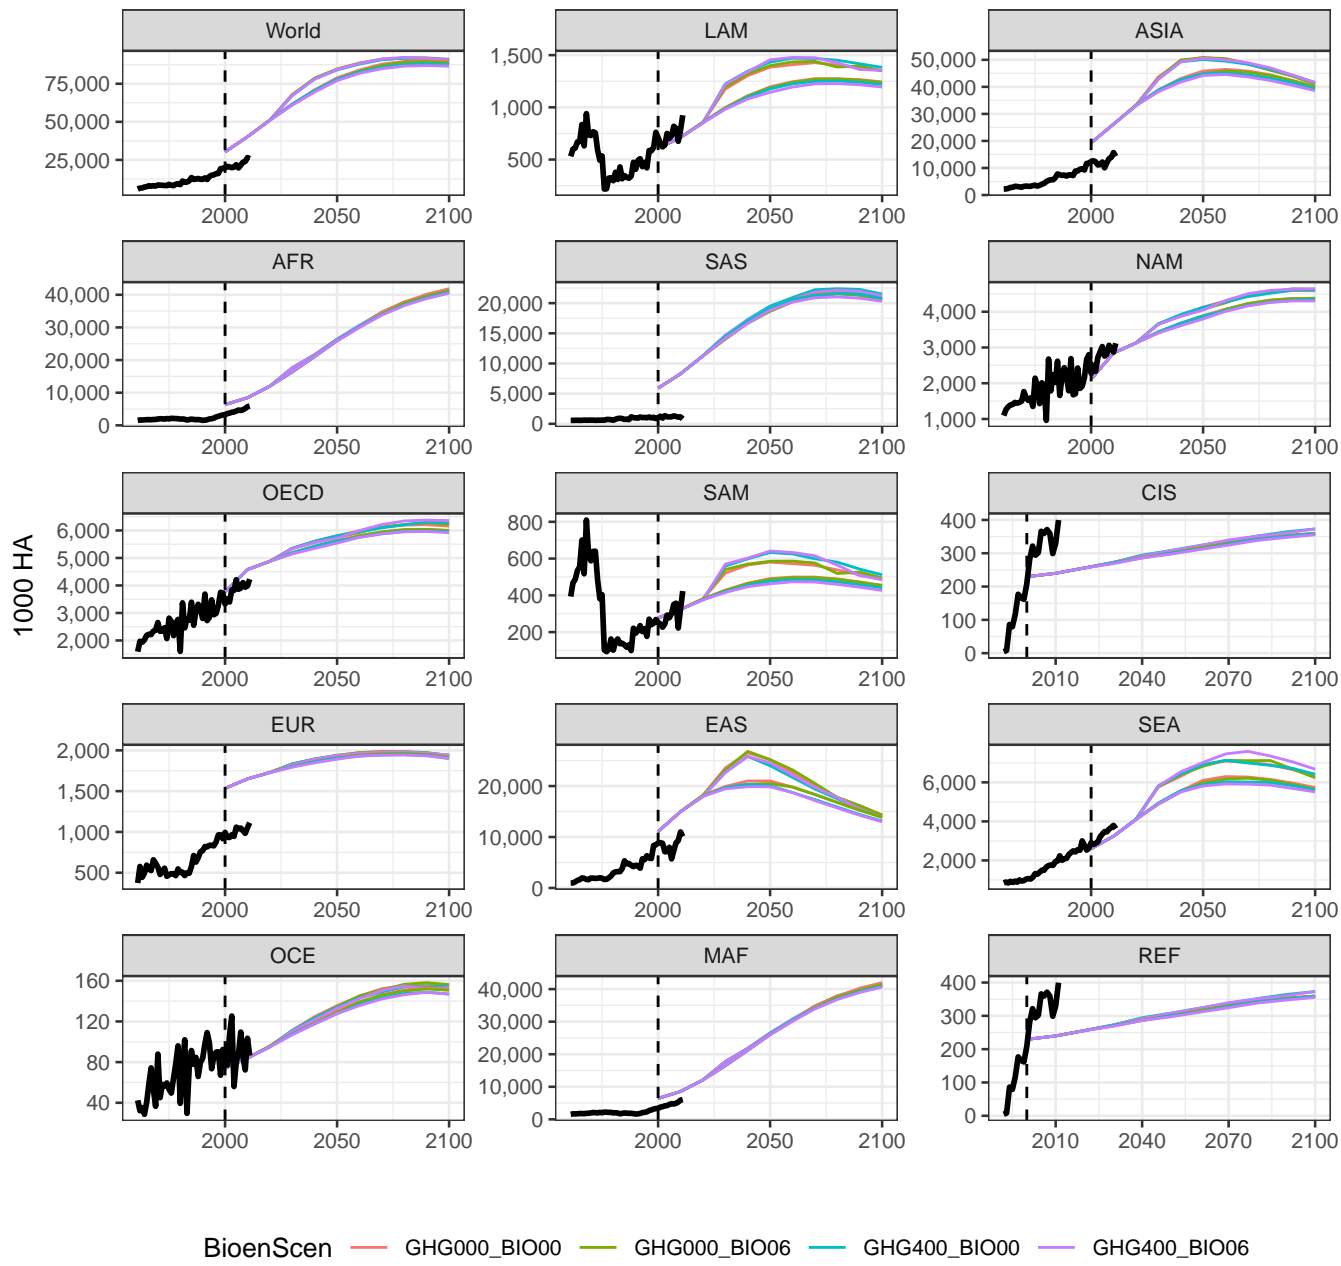 World
LAM
ASIA
75,000
50,000
25,000
2000 2050 2100
1,500
1,000
500
2000 2050 2100
50,000
40,000
30,000
20,000
10,000
0
2000 2050 2100
AFR
SAS
NAM
40,000
30,000
20,000
10,000
0
2000 2050 2100
20,000
15,000
10,000
5,000
0
2000 2050 2100
4,000
3,000
2,000
1,000
2000 2050 2100
1000 HA
OECD
SAM
CIS
6,000
5,000
4,000
3,000
2,000
2000 2050 2100
800
600
400
200
2000 2050 2100
400
300
200
100
0
2010 2040 2070 2100
EUR
EAS
SEA
2,000
1,500
1,000
500
2000 2050 2100
20,000
10,000
0
2000 2050 2100
6,000
4,000
2,000
2000 2050 2100
OCE
MAF
REF
160
120
80
40
2000 2050 2100
40,000
30,000
20,000
10,000
0
2000 2050 2100
400
300
200
100
0
2010 2040 2070 2100
BioenScen GHG000_BIO00 GHG000_BIO06 GHG400_BIO00 GHG400_BIO06